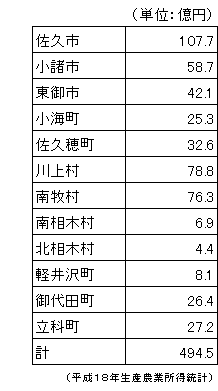 （単位：億円）
佐久市 107.7
小諸市 58.7
東御市 42.1
小海町 25.3
佐久穂町 32.6
川上村 78.8
南牧村 76.3
南相木村 6.9
北相木村 4.4
軽井沢町 8.1
御代田町 26.4
立科町 27.2
計 494.5
（平成１８年生産農業所得統計）